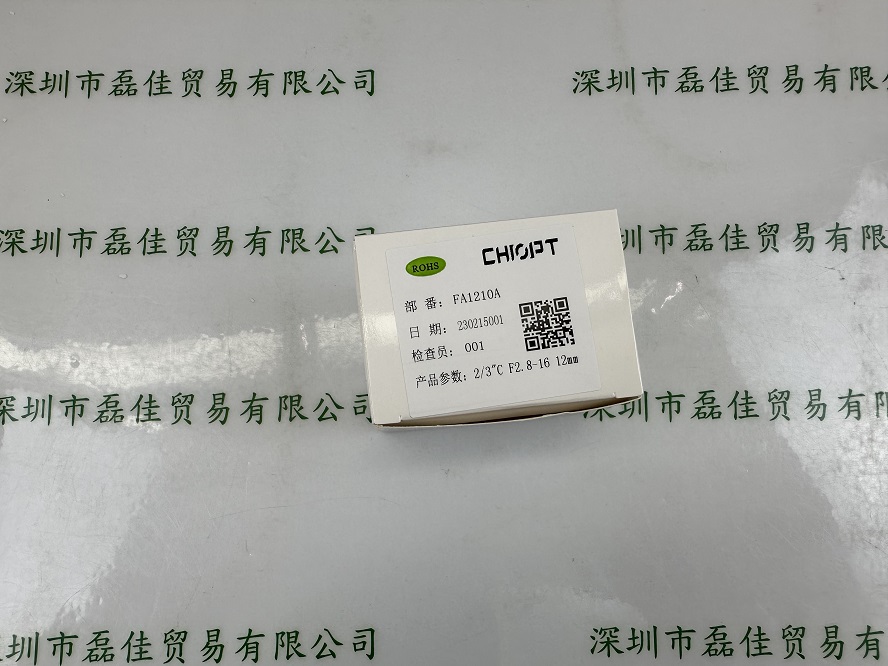 深圳市磊佳贸易有限公司
深圳市磊佳贸易有限
深圳市磊佳贸易有限公司
圳市磊佳贸易有限
ROHS
CHIOPT
部番: FA1210A
日期: 230215001
检查员: 001
产品参数: 2/3"C F2.8-16 12mm
深圳市磊佳贸易有限公司
深圳市磊佳贸易有限
深圳市磊佳贸易有限公司
深圳市磊佳贸易有限